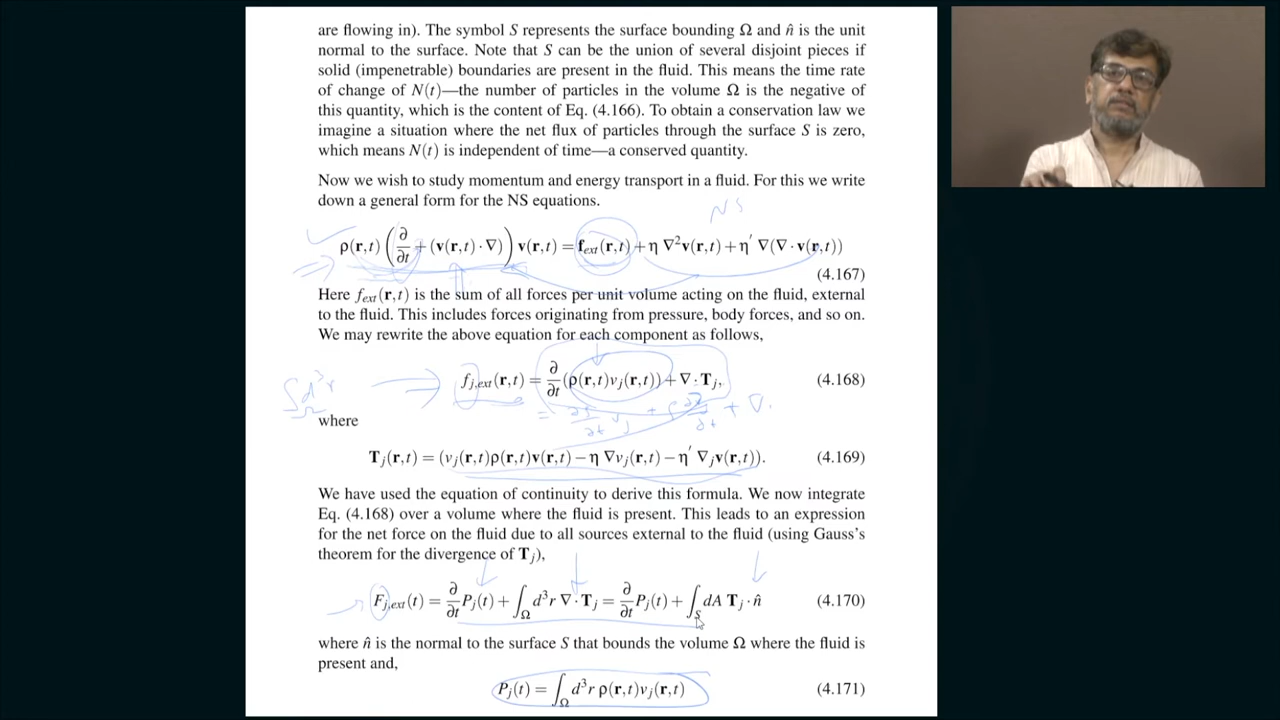 are flowing in). The symbol S represents the surface bounding Ω and n̂ is the unit
normal to the surface. Note that S can be the union of several disjoint pieces if
solid (impenetrable) boundaries are present in the fluid. This means the time rate
of change of N(t)—the number of particles in the volume Ω is the negative of
this quantity, which is the content of Eq. (4.166). To obtain a conservation law we
imagine a situation where the net flux of particles through the surface S is zero,
which means N(t) is independent of time—a conserved quantity.
Now we wish to study momentum and energy transport in a fluid. For this we write
down a general form for the NS equations.
NS
ρ(r,t) (∂/∂t + (v(r,t) · ∇)) v(r,t) = f_ext(r,t) + η ∇²v(r,t) + η′ ∇(∇ · v(r,t))
(4.167)
Here f_ext(r,t) is the sum of all forces per unit volume acting on the fluid, external
to the fluid. This includes forces originating from pressure, body forces, and so on.
We may rewrite the above equation for each component as follows,
∫_Ω d³r
f_j,ext(r,t) = ∂/∂t (ρ(r,t)v_j(r,t)) + ∇ · T_j, (4.168)
where
T_j(r,t) = (v_j(r,t)ρ(r,t)v(r,t) − η ∇v_j(r,t) − η′ ∇_j v(r,t)). (4.169)
We have used the equation of continuity to derive this formula. We now integrate
Eq. (4.168) over a volume where the fluid is present. This leads to an expression
for the net force on the fluid due to all sources external to the fluid (using Gauss's
theorem for the divergence of T_j),
F_j,ext(t) = ∂/∂t P_j(t) + ∫_Ω d³r ∇ · T_j = ∂/∂t P_j(t) + ∫_S dA T_j · n̂ (4.170)
where n̂ is the normal to the surface S that bounds the volume Ω where the fluid is
present and,
P_j(t) = ∫_Ω d³r ρ(r,t)v_j(r,t) (4.171)